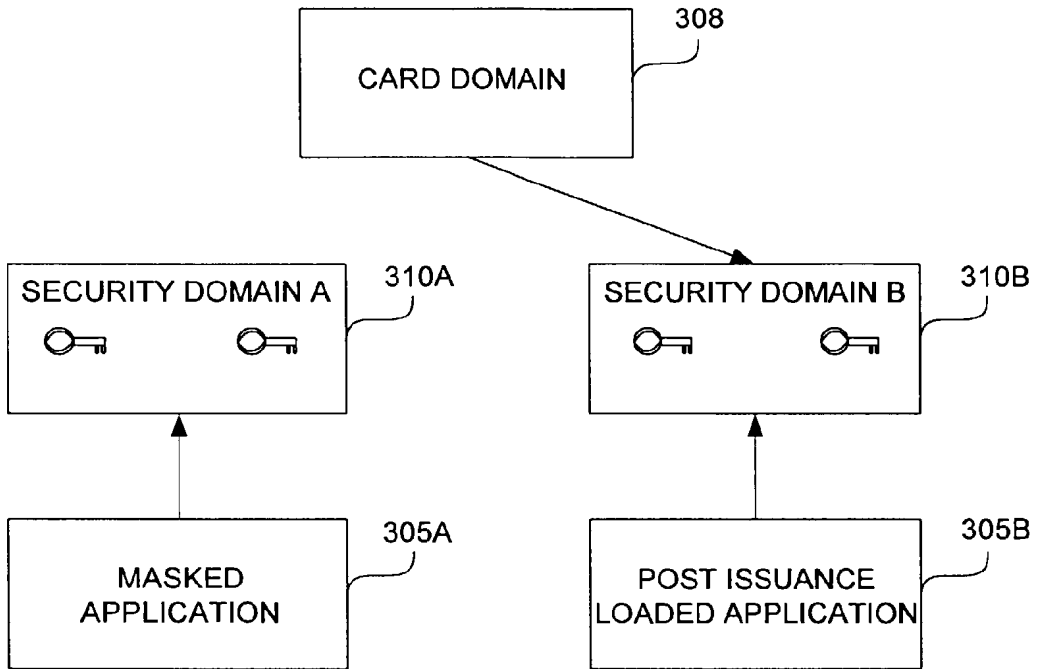 308
CARD DOMAIN
310A
SECURITY DOMAIN A
310B
SECURITY DOMAIN B
305A
MASKED
APPLICATION
305B
POST ISSUANCE
LOADED APPLICATION